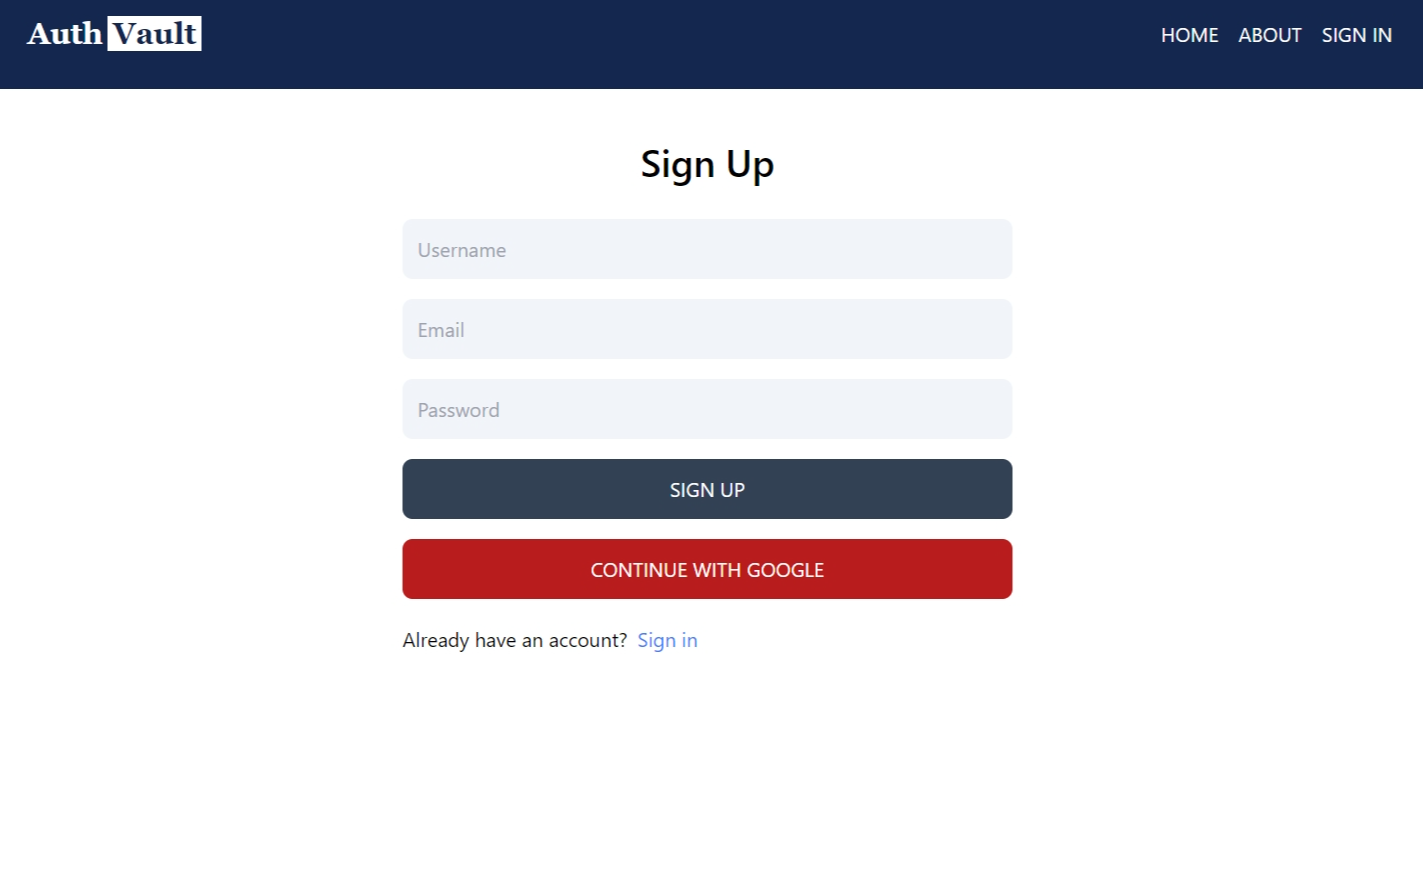 Auth Vault HOME ABOUT SIGN IN
Sign Up
Username
Email
Password
SIGN UP
CONTINUE WITH GOOGLE
Already have an account? Sign in